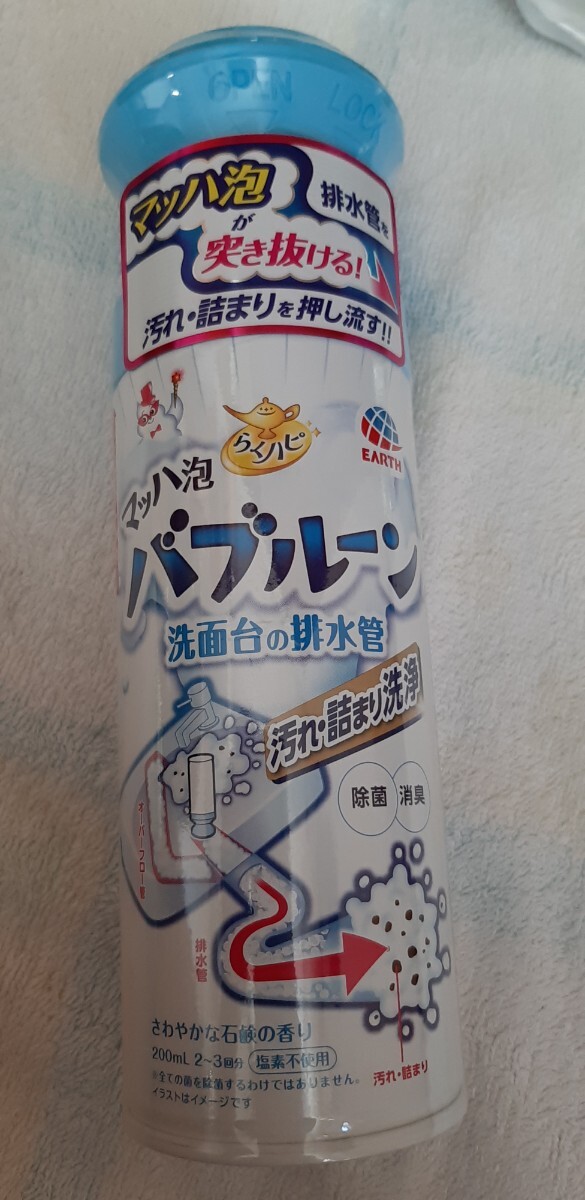 OPEN LOCK
マッハ泡
が
排水管を
突き抜ける!
汚れ・詰まりを押し流す!!
らくハピ
EARTH
マッハ泡
バブルーン
洗面台の排水管
汚れ・詰まり洗浄
除菌 消臭
オーバーフロー管
排水管
さわやかな石鹸の香り
200mL 2~3回分 塩素不使用
汚れ・詰まり
※全ての菌を除菌するわけではありません。
イラストはイメージです